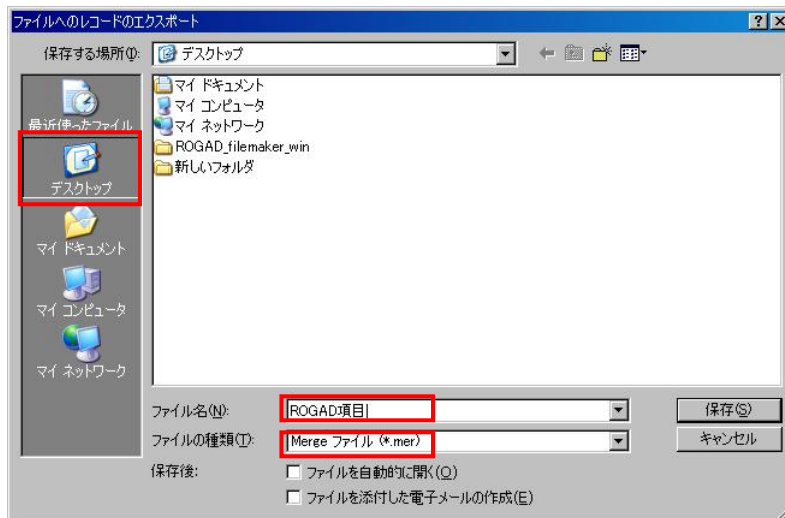 ファイルへのレコードのエクスポート
保存する場所(I):
デスクトップ
最近使ったファイル
デスクトップ
マイ ドキュメント
マイ コンピュータ
マイ ネットワーク
マイ ドキュメント
マイ コンピュータ
マイ ネットワーク
ROGAD_filemaker_win
新しいフォルダ
ファイル名(N):
ROGAD項目
保存(S)
ファイルの種類(T):
Merge ファイル (*.mer)
キャンセル
保存後:
ファイルを自動的に開く(O)
ファイルを添付した電子メールの作成(E)